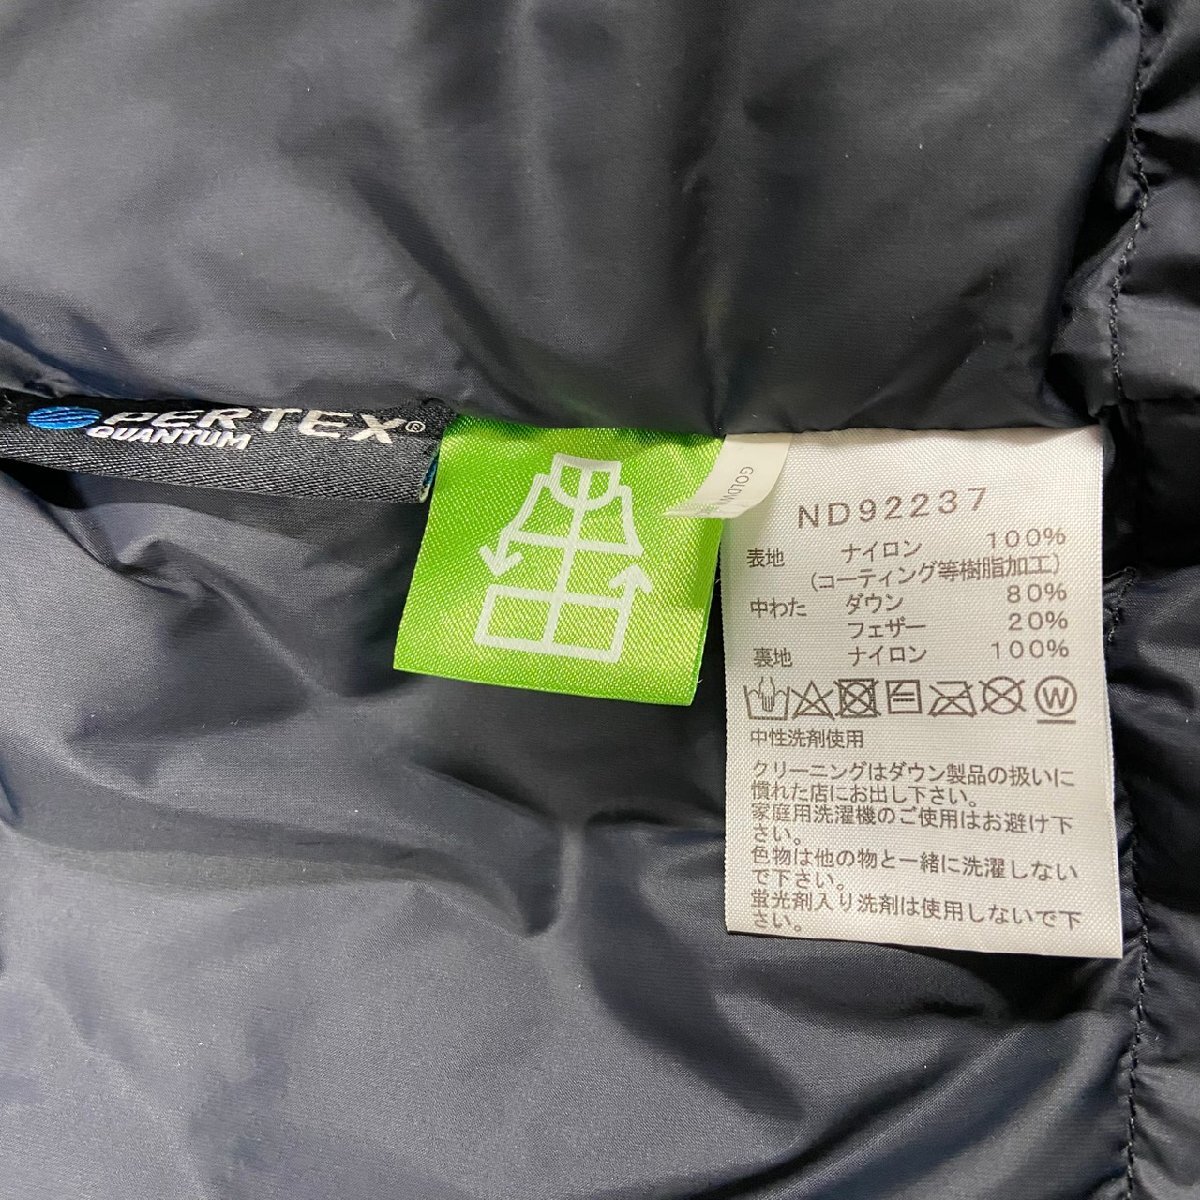 PERTEX®
QUANTUM
GOLDW
ND92237
表地 ナイロン 100%
(コーティング等樹脂加工)
中わた ダウン 80%
フェザー 20%
裏地 ナイロン 100%
W
中性洗剤使用
クリーニングはダウン製品の扱いに
慣れた店にお出し下さい。
家庭用洗濯機のご使用はお避け下
さい。
色物は他の物と一緒に洗濯しない
で下さい。
蛍光剤入り洗剤は使用しないで下
さい。